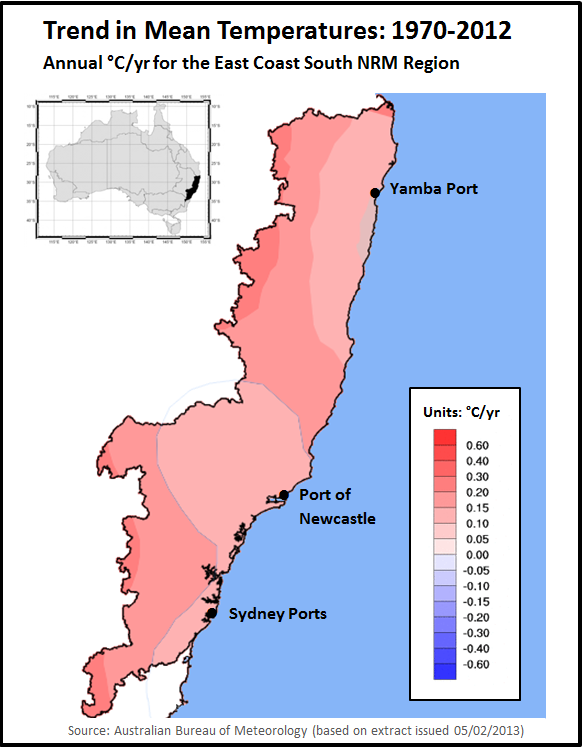 Trend in Mean Temperatures: 1970-2012
Annual °C/yr for the East Coast South NRM Region
Yamba Port
Port of
Newcastle
Sydney Ports
Units: °C/yr
0.60
0.40
0.30
0.20
0.15
0.10
0.05
0.00
-0.05
-0.10
-0.15
-0.20
-0.30
-0.40
-0.60
Source: Australian Bureau of Meteorology (based on extract issued 05/02/2013)